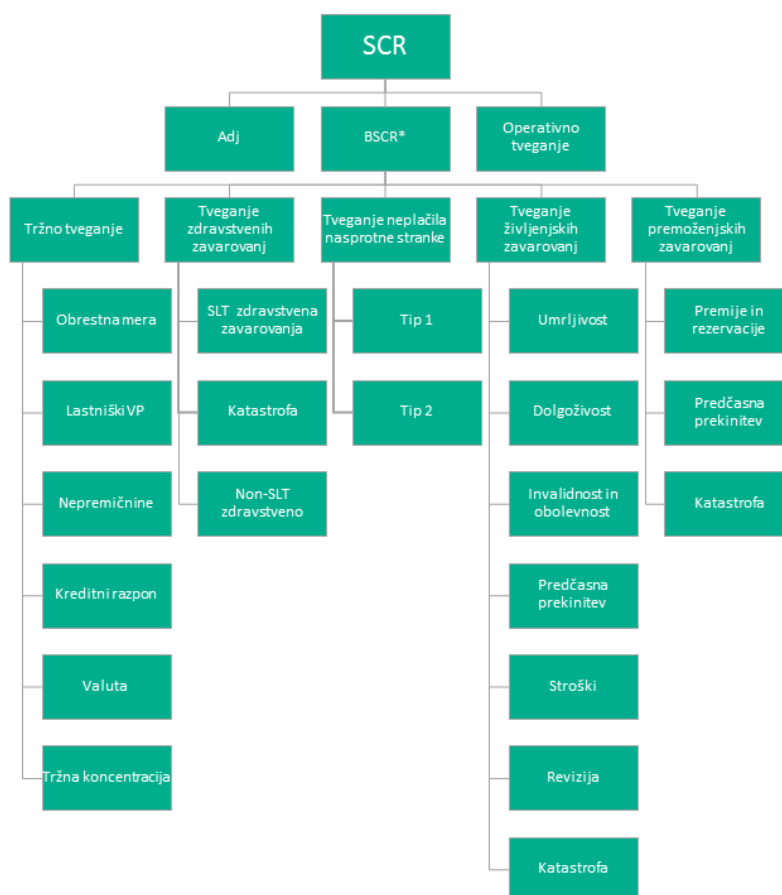 SCR
Adj
BSCR*
Operativno
tveganje
Tržno tveganje
Tveganje
zdravstvenih
zavarovanj
Tveganje neplačila
nasprotne stranke
Tveganje
življenjskih
zavarovanj
Tveganje
premoženjskih
zavarovanj
Obrestna mera
Lastniški VP
Nepremičnine
Kreditni razpon
Valuta
Tržna koncentracija
SLT zdravstvena
zavarovanja
Katastrofa
Non-SLT
zdravstveno
Tip 1
Tip 2
Umrljivost
Dolgoživost
Invalidnost in
obolevnost
Predčasna
prekinitev
Stroški
Revizija
Katastrofa
Premije in
rezervacije
Predčasna
prekinitev
Katastrofa